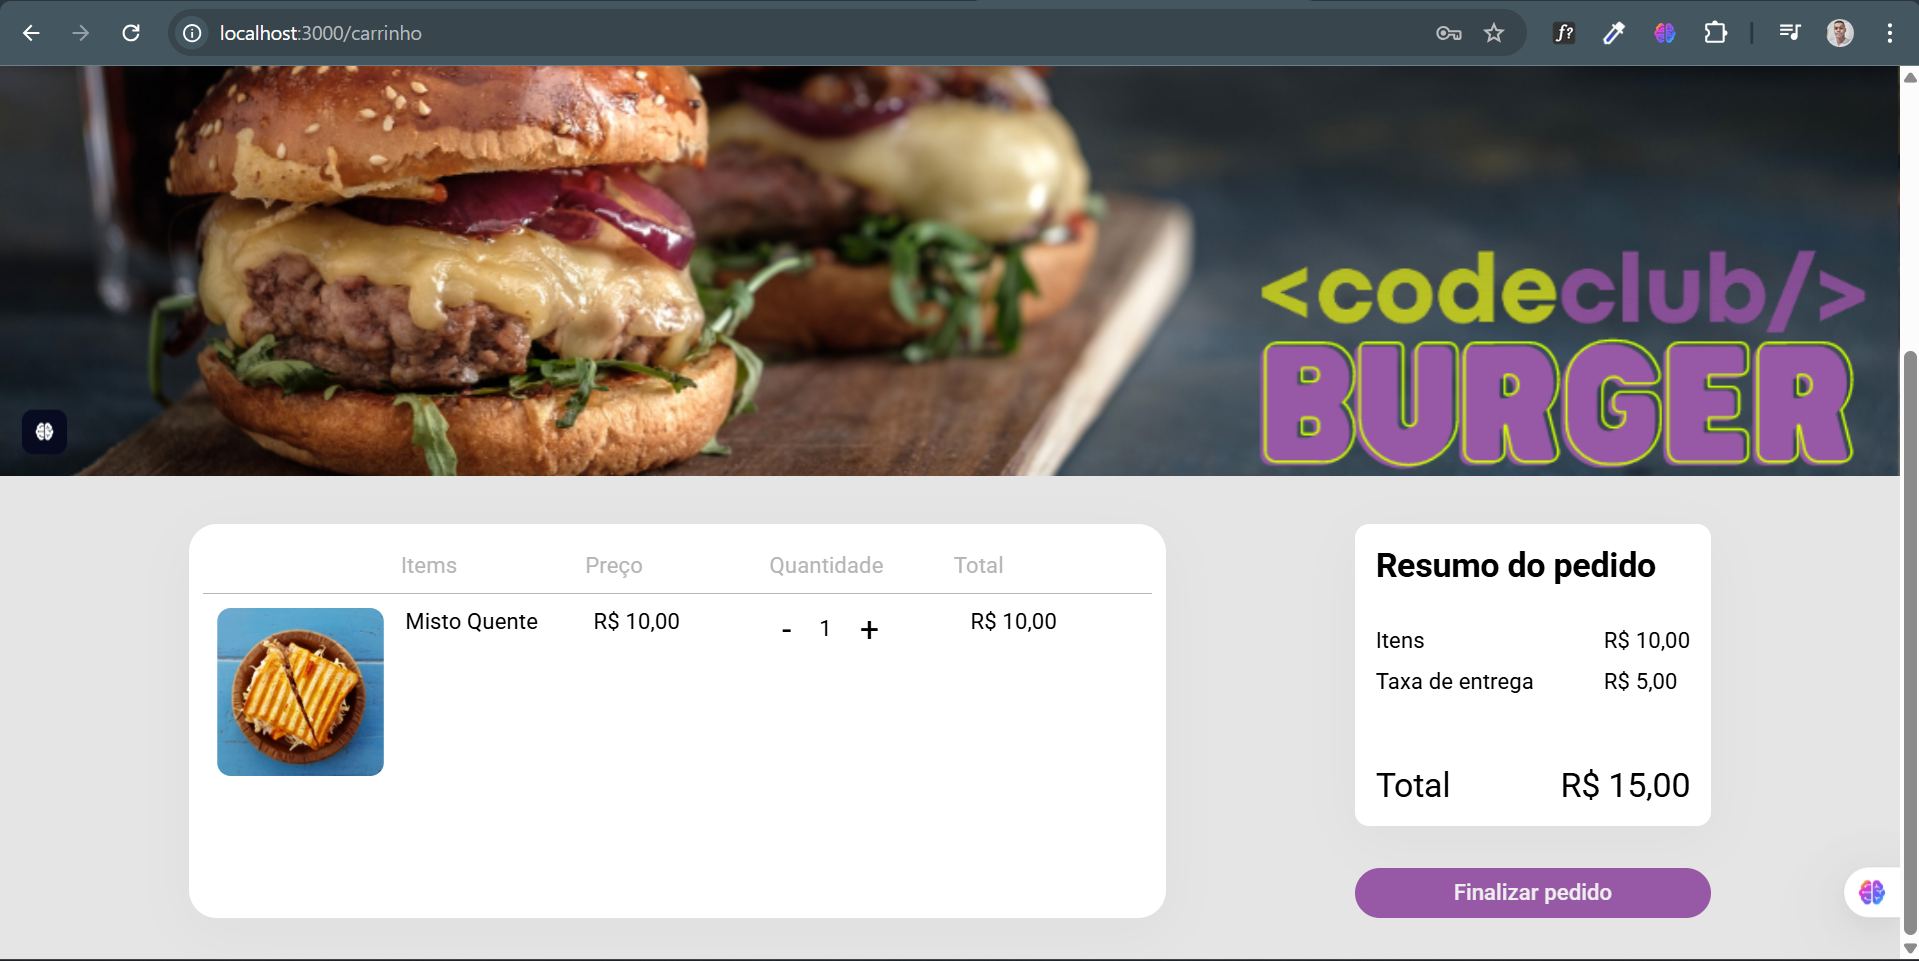 localhost:3000/carrinho
f?
<codeclub/>
BURGER
Items Preço Quantidade Total
Misto Quente R$ 10,00 - 1 + R$ 10,00
Resumo do pedido
Itens R$ 10,00
Taxa de entrega R$ 5,00
Total R$ 15,00
Finalizar pedido